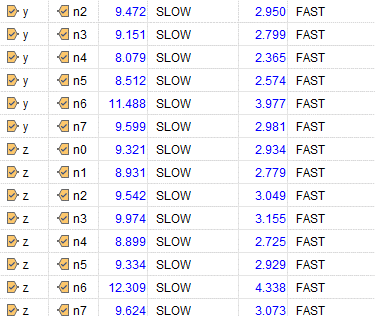 y n2 9.472 SLOW 2.950 FAST
y n3 9.151 SLOW 2.799 FAST
y n4 8.079 SLOW 2.365 FAST
y n5 8.512 SLOW 2.574 FAST
y n6 11.488 SLOW 3.977 FAST
y n7 9.599 SLOW 2.981 FAST
z n0 9.321 SLOW 2.934 FAST
z n1 8.931 SLOW 2.779 FAST
z n2 9.542 SLOW 3.049 FAST
z n3 9.974 SLOW 3.155 FAST
z n4 8.899 SLOW 2.725 FAST
z n5 9.334 SLOW 2.929 FAST
z n6 12.309 SLOW 4.338 FAST
z n7 9.624 SLOW 3.073 FAST